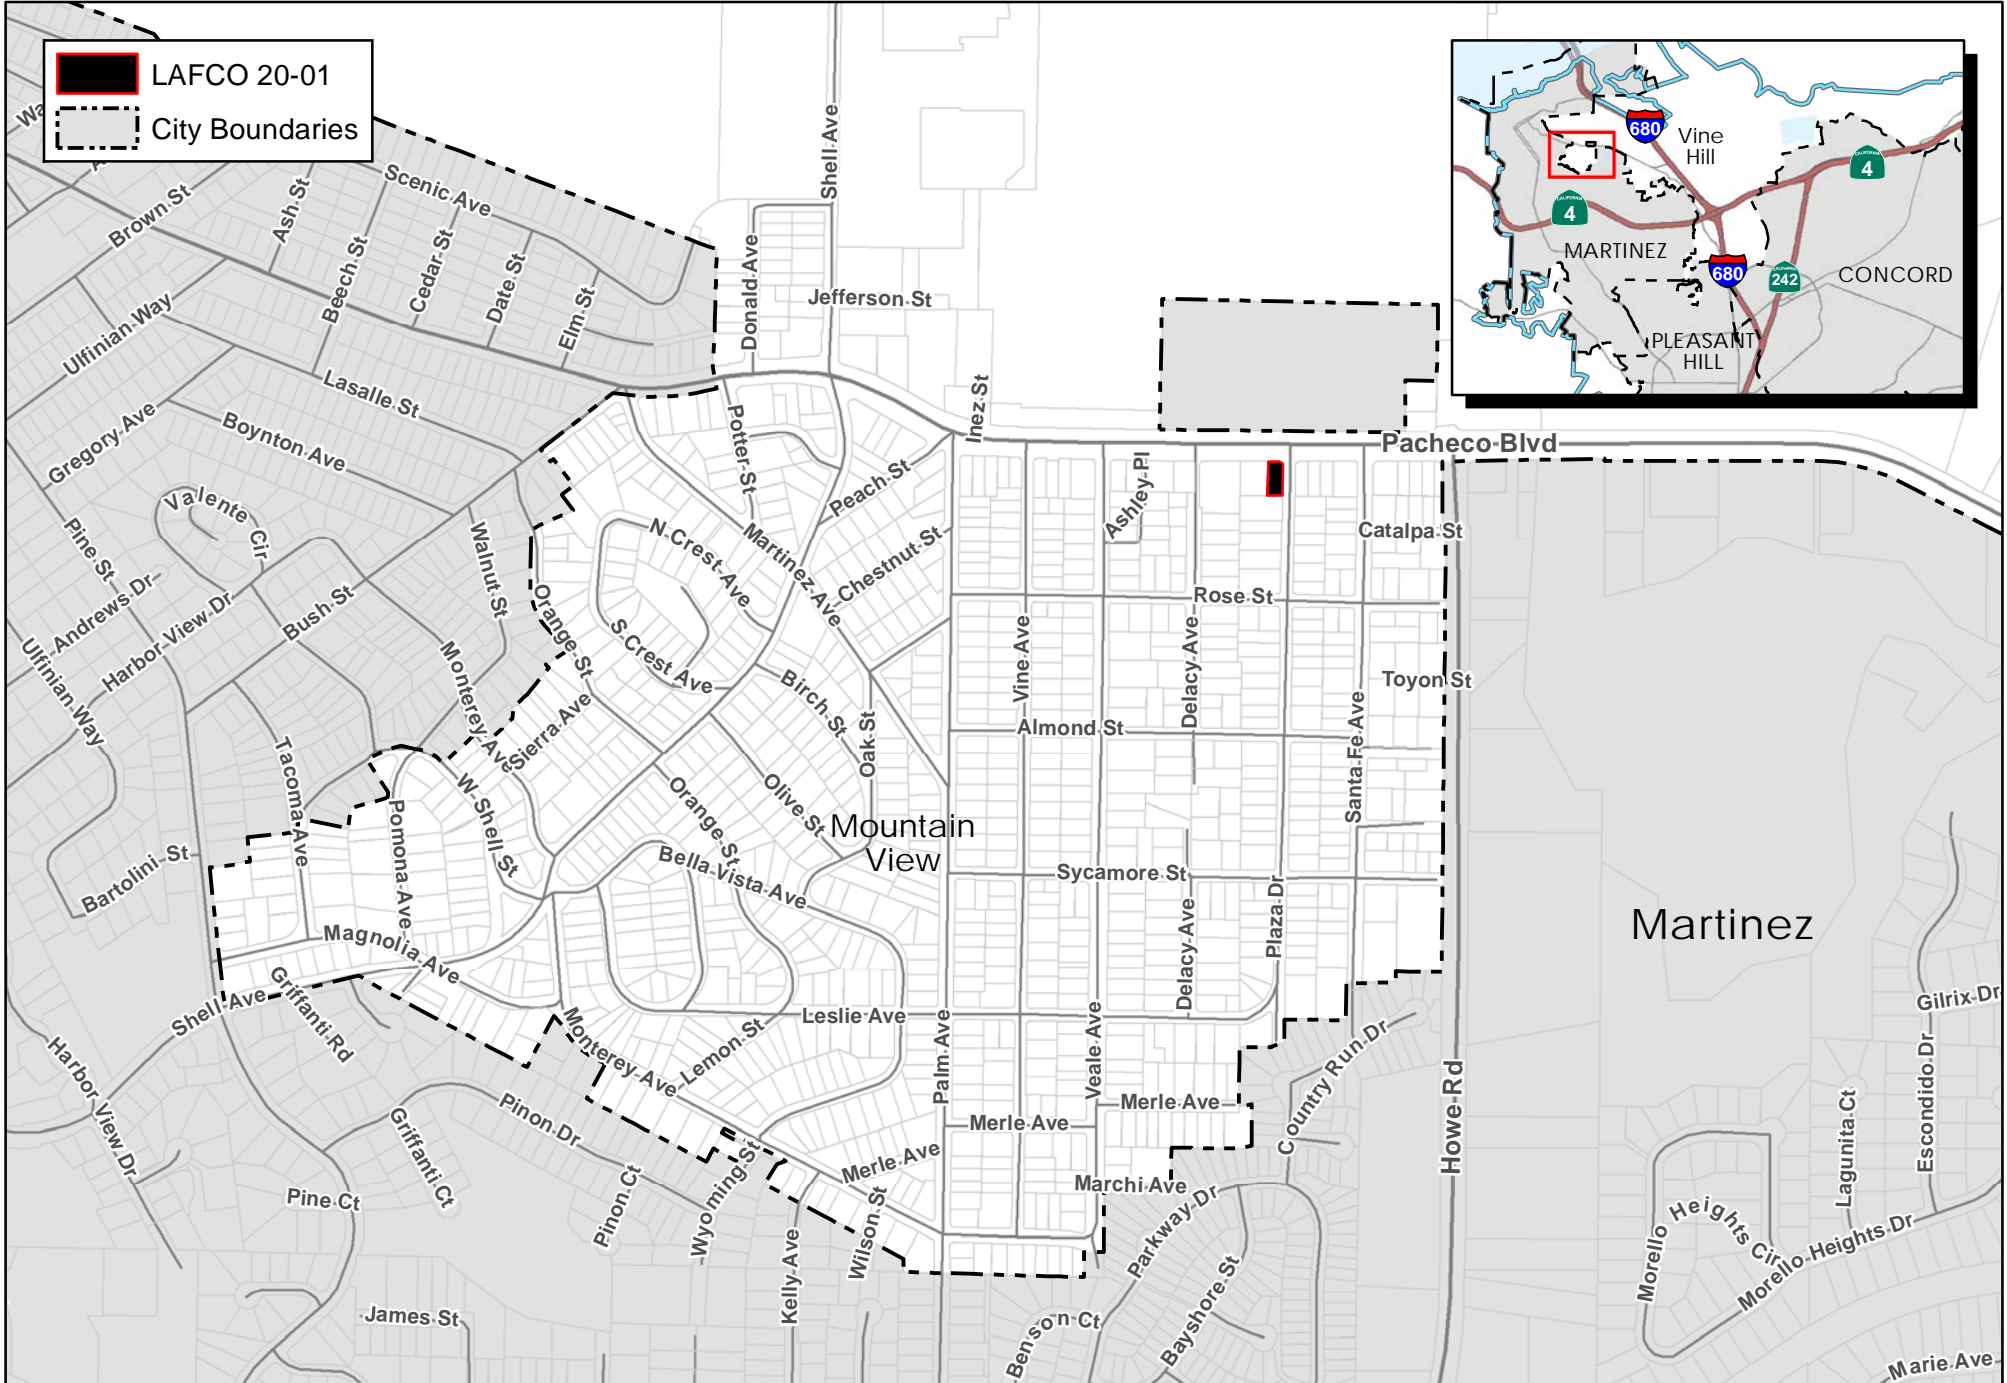 LAFCO 20-01
City Boundaries
680
Vine
Hill
4
4
MARTINEZ
680
242
CONCORD
PLEASANT
HILL
Wa
A
Brown St
Ash St
Scenic Ave
Beech St
Cedar St
Date St
Elm St
Ulfinian Way
Lasalle St
Gregory Ave
Boynton Ave
Shell Ave
Donald Ave
Jefferson St
Inez St
Pacheco Blvd
Potter St
Peach St
Ashley Pl
Valente Cir
Pine St
Walnut St
N Crest Ave
Martinez Ave
Chestnut St
Catalpa St
Andrews Dr
Harbor View Dr
Bush St
Orange St
Rose St
Ulfinian Way
S Crest Ave
Monterey Ave
Sierra Ave
Birch St
Oak St
Vine Ave
Delacy Ave
Toyon St
Almond St
Santa Fe Ave
Tacoma Ave
Pomona Ave
W Shell St
Orange St
Olive St
Mountain
View
Bartolini St
Bella Vista Ave
Sycamore St
Delacy Ave
Plaza Dr
Martinez
Magnolia Ave
Griffanti Rd
Shell Ave
Leslie Ave
Monterey Ave
Lemon St
Palm Ave
Veale Ave
Country Run Dr
Howe Rd
Gilrix Dr
Escondido Dr
Lagunita Ct
Harbor View Dr
Pinon Dr
Griffanti Ct
Merle Ave
Merle Ave
Merle Ave
Marchi Ave
Pine Ct
Pinon Ct
Wyoming St
Kelly Ave
Wilson St
Parkway Dr
Bayshore St
Benson Ct
James St
Morello Heights Cir
Morello Heights Dr
Marie Ave